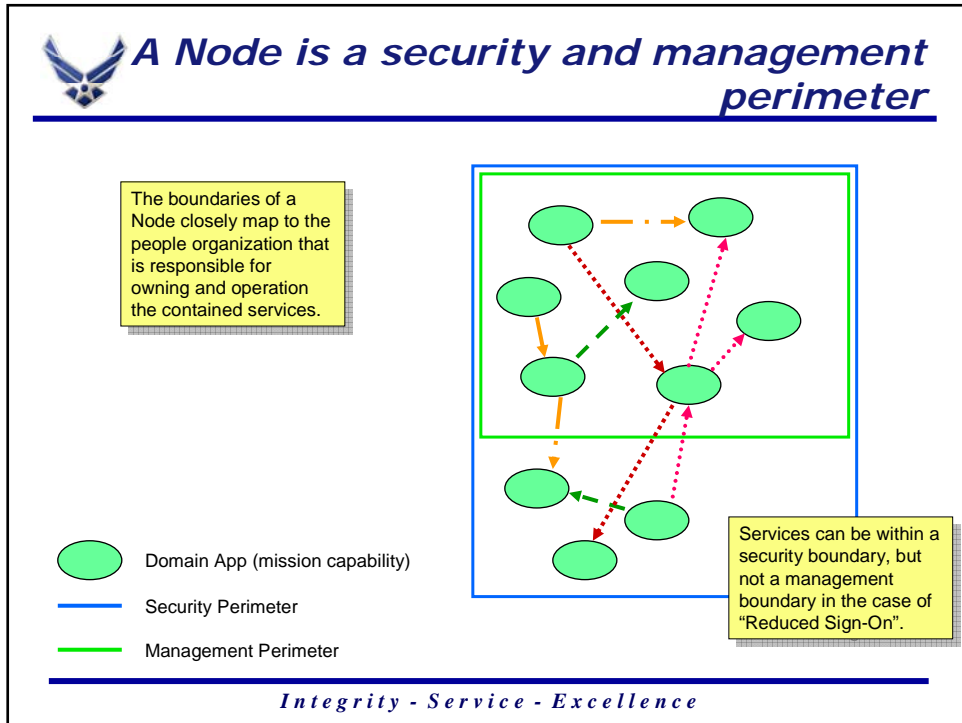 A Node is a security and management
perimeter
The boundaries of a
Node closely map to the
people organization that
is responsible for
owning and operation
the contained services.
Domain App (mission capability)
Security Perimeter
Management Perimeter
Services can be within a
security boundary, but
not a management
boundary in the case of
“Reduced Sign-On”.
Integrity - Service - Excellence